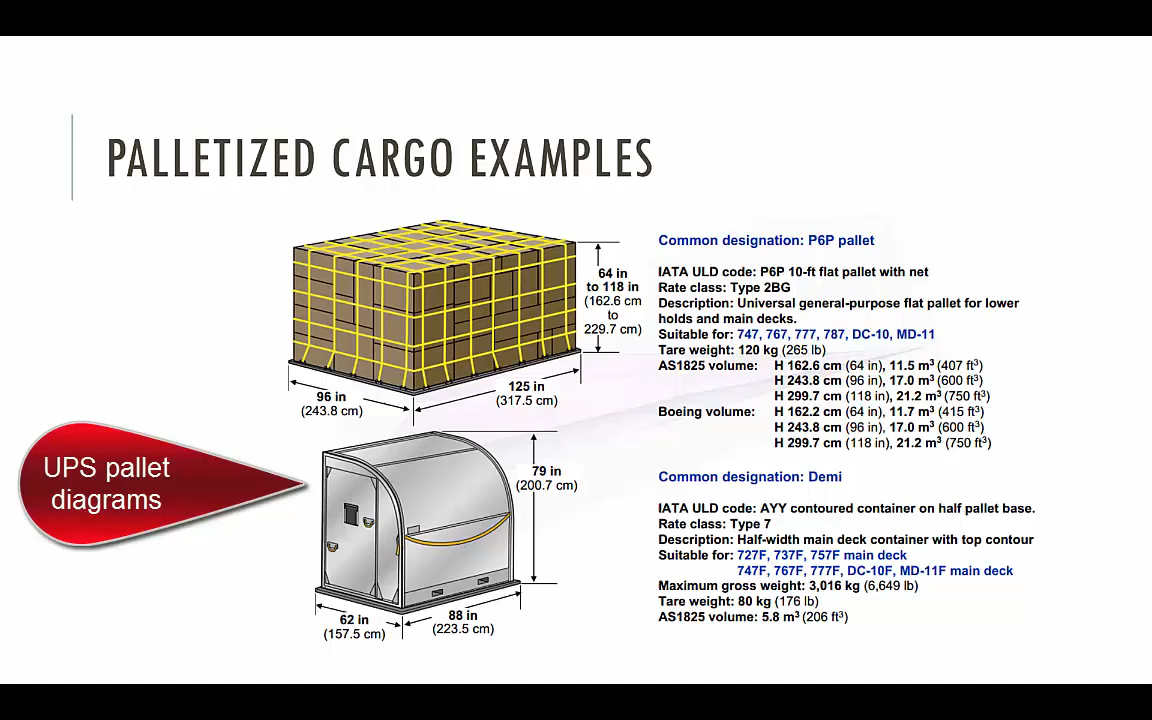 PALLETIZED CARGO EXAMPLES
64 in
to 118 in
(162.6 cm
to
229.7 cm)
96 in
(243.8 cm)
125 in
(317.5 cm)
Common designation: P6P pallet
IATA ULD code: P6P 10-ft flat pallet with net
Rate class: Type 2BG
Description: Universal general-purpose flat pallet for lower
holds and main decks.
Suitable for: 747, 767, 777, 787, DC-10, MD-11
Tare weight: 120 kg (265 lb)
AS1825 volume: H 162.6 cm (64 in), 11.5 m³ (407 ft³)
H 243.8 cm (96 in), 17.0 m³ (600 ft³)
H 299.7 cm (118 in), 21.2 m³ (750 ft³)
Boeing volume: H 162.2 cm (64 in), 11.7 m³ (415 ft³)
H 243.8 cm (96 in), 17.0 m³ (600 ft³)
H 299.7 cm (118 in), 21.2 m³ (750 ft³)
UPS pallet
diagrams
79 in
(200.7 cm)
62 in
(157.5 cm)
88 in
(223.5 cm)
Common designation: Demi
IATA ULD code: AYY contoured container on half pallet base.
Rate class: Type 7
Description: Half-width main deck container with top contour
Suitable for: 727F, 737F, 757F main deck
747F, 767F, 777F, DC-10F, MD-11F main deck
Maximum gross weight: 3,016 kg (6,649 lb)
Tare weight: 80 kg (176 lb)
AS1825 volume: 5.8 m³ (206 ft³)